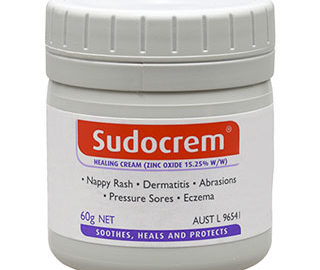 Sudocrem®
HEALING CREAM (ZINC OXIDE 15.25% W/W)
• Nappy Rash • Dermatitis • Abrasions
• Pressure Sores • Eczema
60g NET AUST L 96541
SOOTHES, HEALS AND PROTECTS